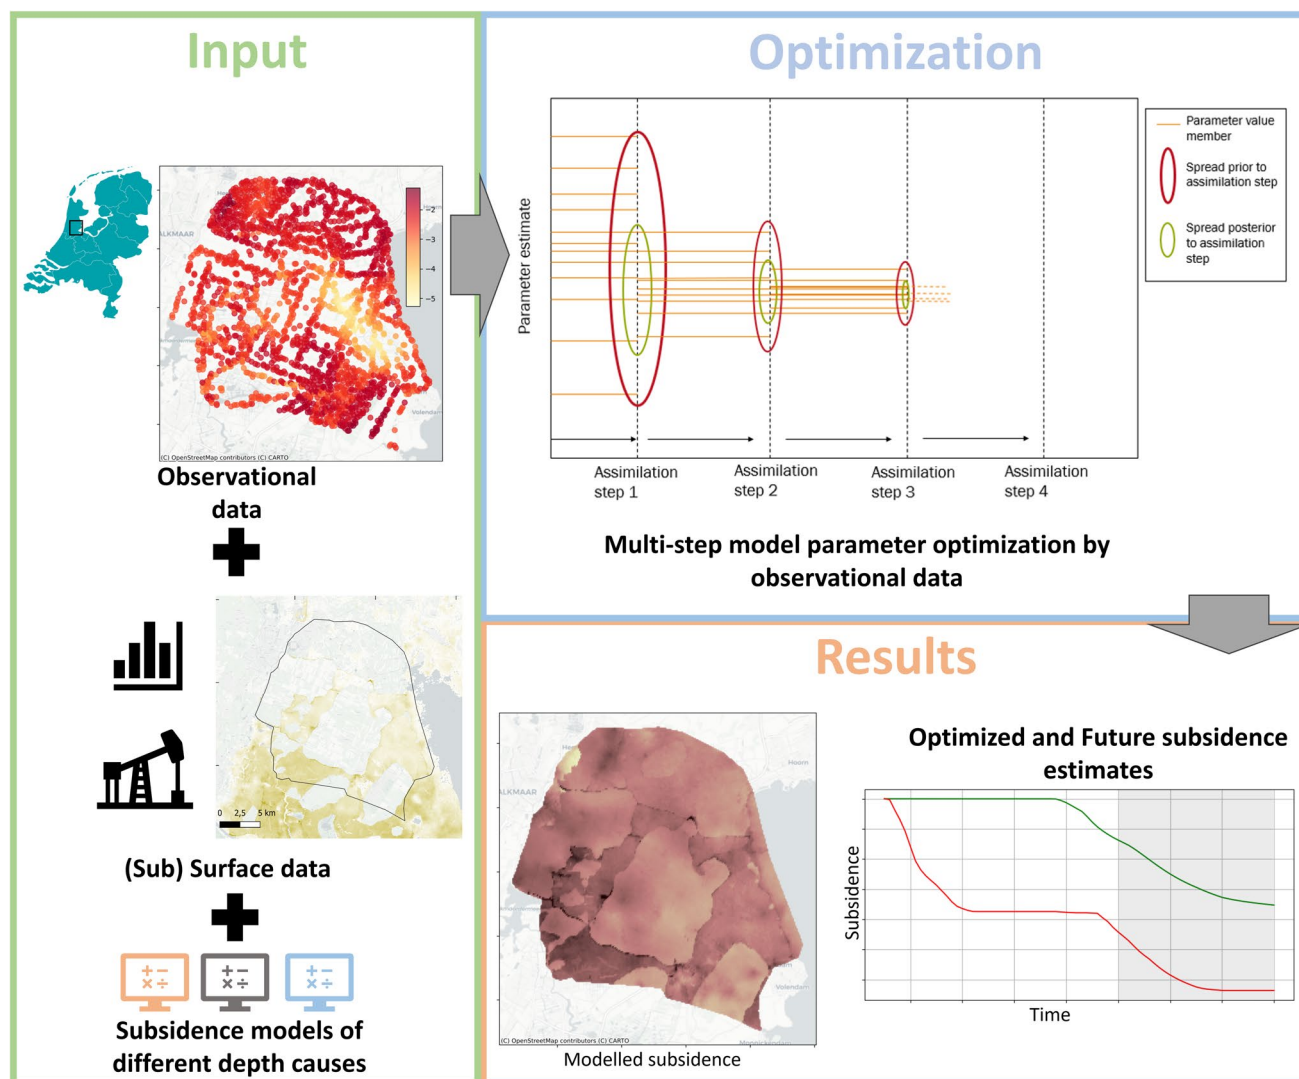 Input
ALKMAAR
−2
−3
−4
−5
(C) OpenStreetMap contributors (C) CARTO
Observational
data
0 2,5 5 km
(Sub) Surface data
Subsidence models of
different depth causes
Optimization
Parameter estimate
Assimilation
step 1
Assimilation
step 2
Assimilation
step 3
Assimilation
step 4
Parameter value
member
Spread prior to
assimilation step
Spread posterior
to assimilation
step
Multi-step model parameter optimization by
observational data
Results
Hoorn
ALKMAAR
Volendam
(C) OpenStreetMap contributors (C) CARTO
Modelled subsidence
Optimized and Future subsidence
estimates
Subsidence
Time